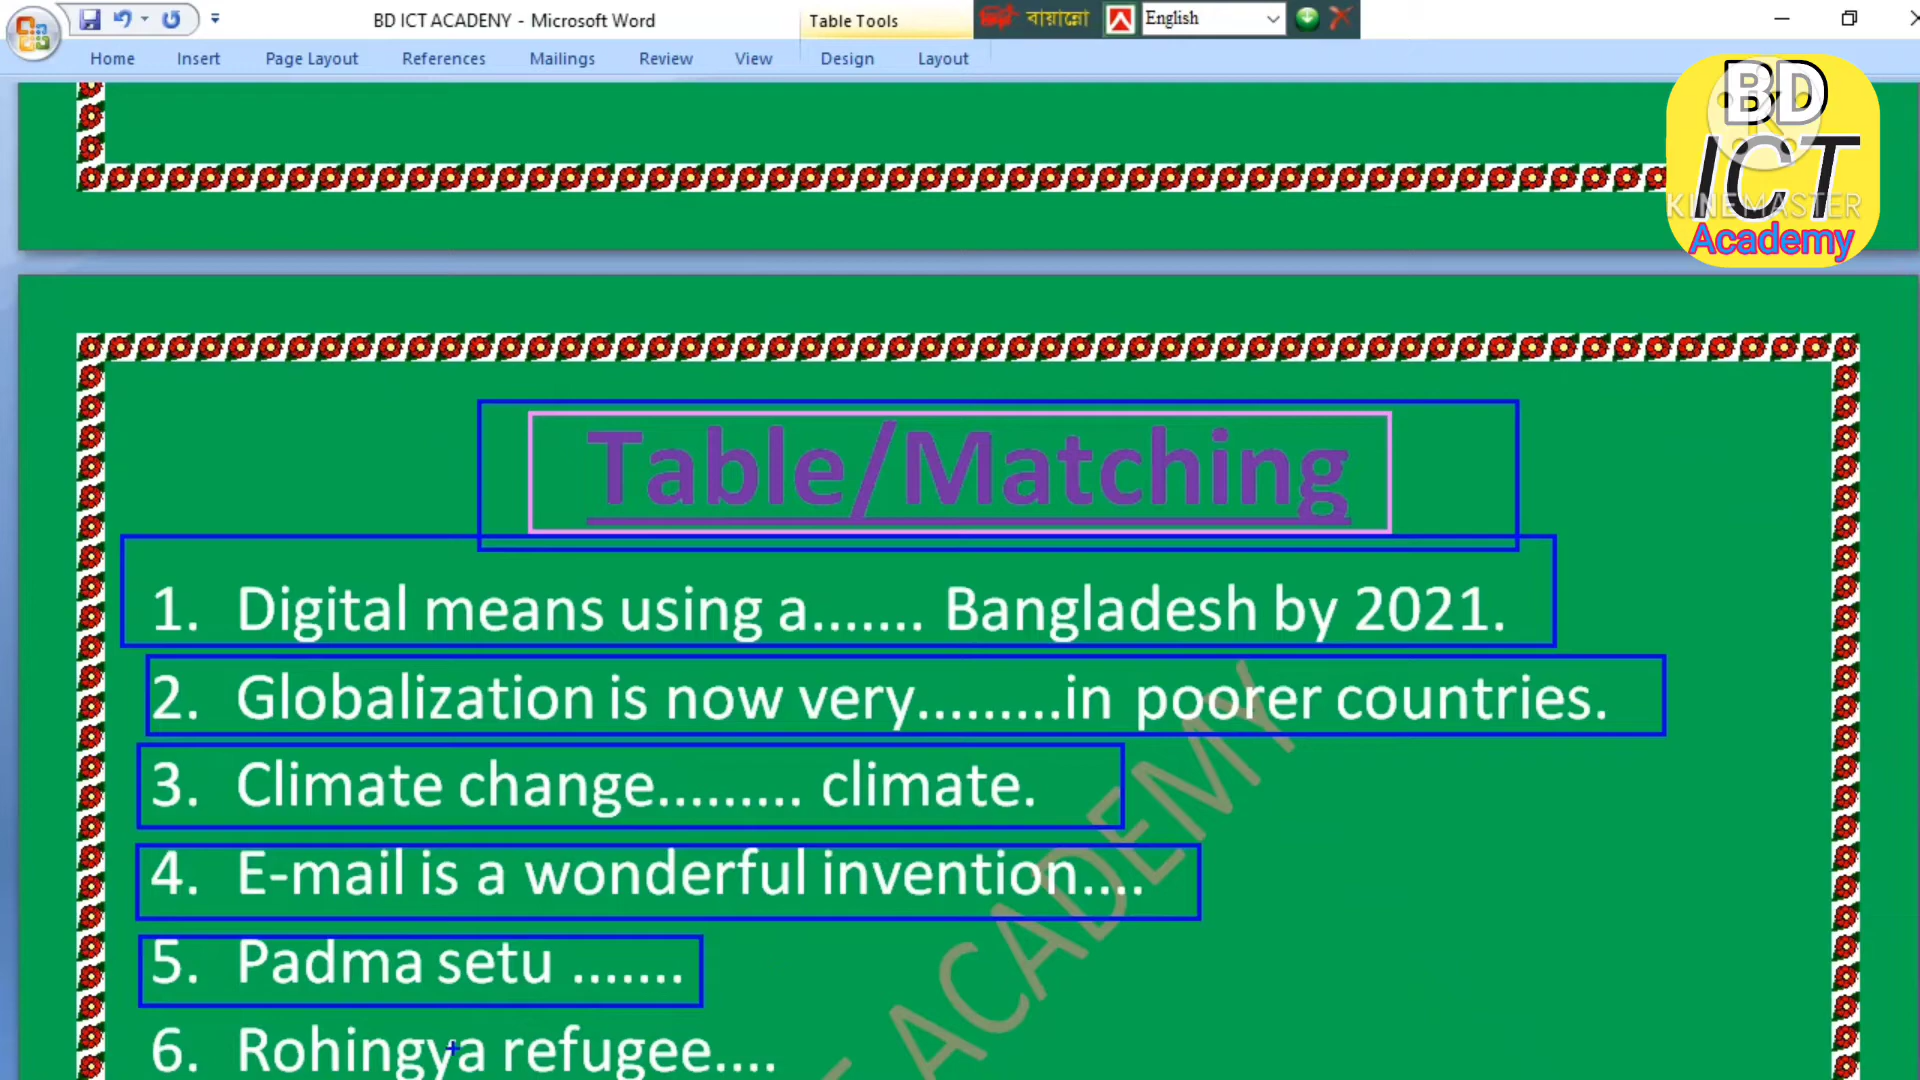 BD ICT ACADENY - Microsoft Word
Table Tools
বায়ান্নো
English
Home Insert Page Layout References Mailings Review View Design Layout
BD
ICT
KINEMASTER
Academy
Table/Matching
1. Digital means using a....... Bangladesh by 2021.
2. Globalization is now very.........in poorer countries.
3. Climate change......... climate.
4. E-mail is a wonderful invention....
5. Padma setu .......
6. Rohingya refugee....
ACADEMY